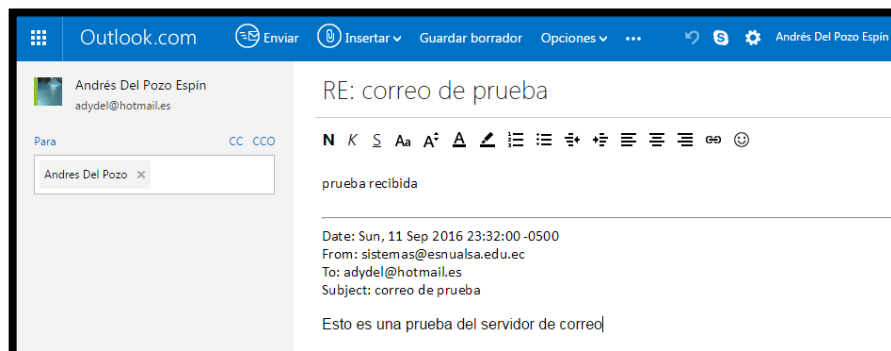 Outlook.com Enviar Insertar Guardar borrador Opciones ... Andrés Del Pozo Espín
Andrés Del Pozo Espín
adydel@hotmail.es
Para CC CCO
Andres Del Pozo ×
RE: correo de prueba
N K S Aa A A
prueba recibida
Date: Sun, 11 Sep 2016 23:32:00 -0500
From: sistemas@esnualsa.edu.ec
To: adydel@hotmail.es
Subject: correo de prueba
Esto es una prueba del servidor de correo